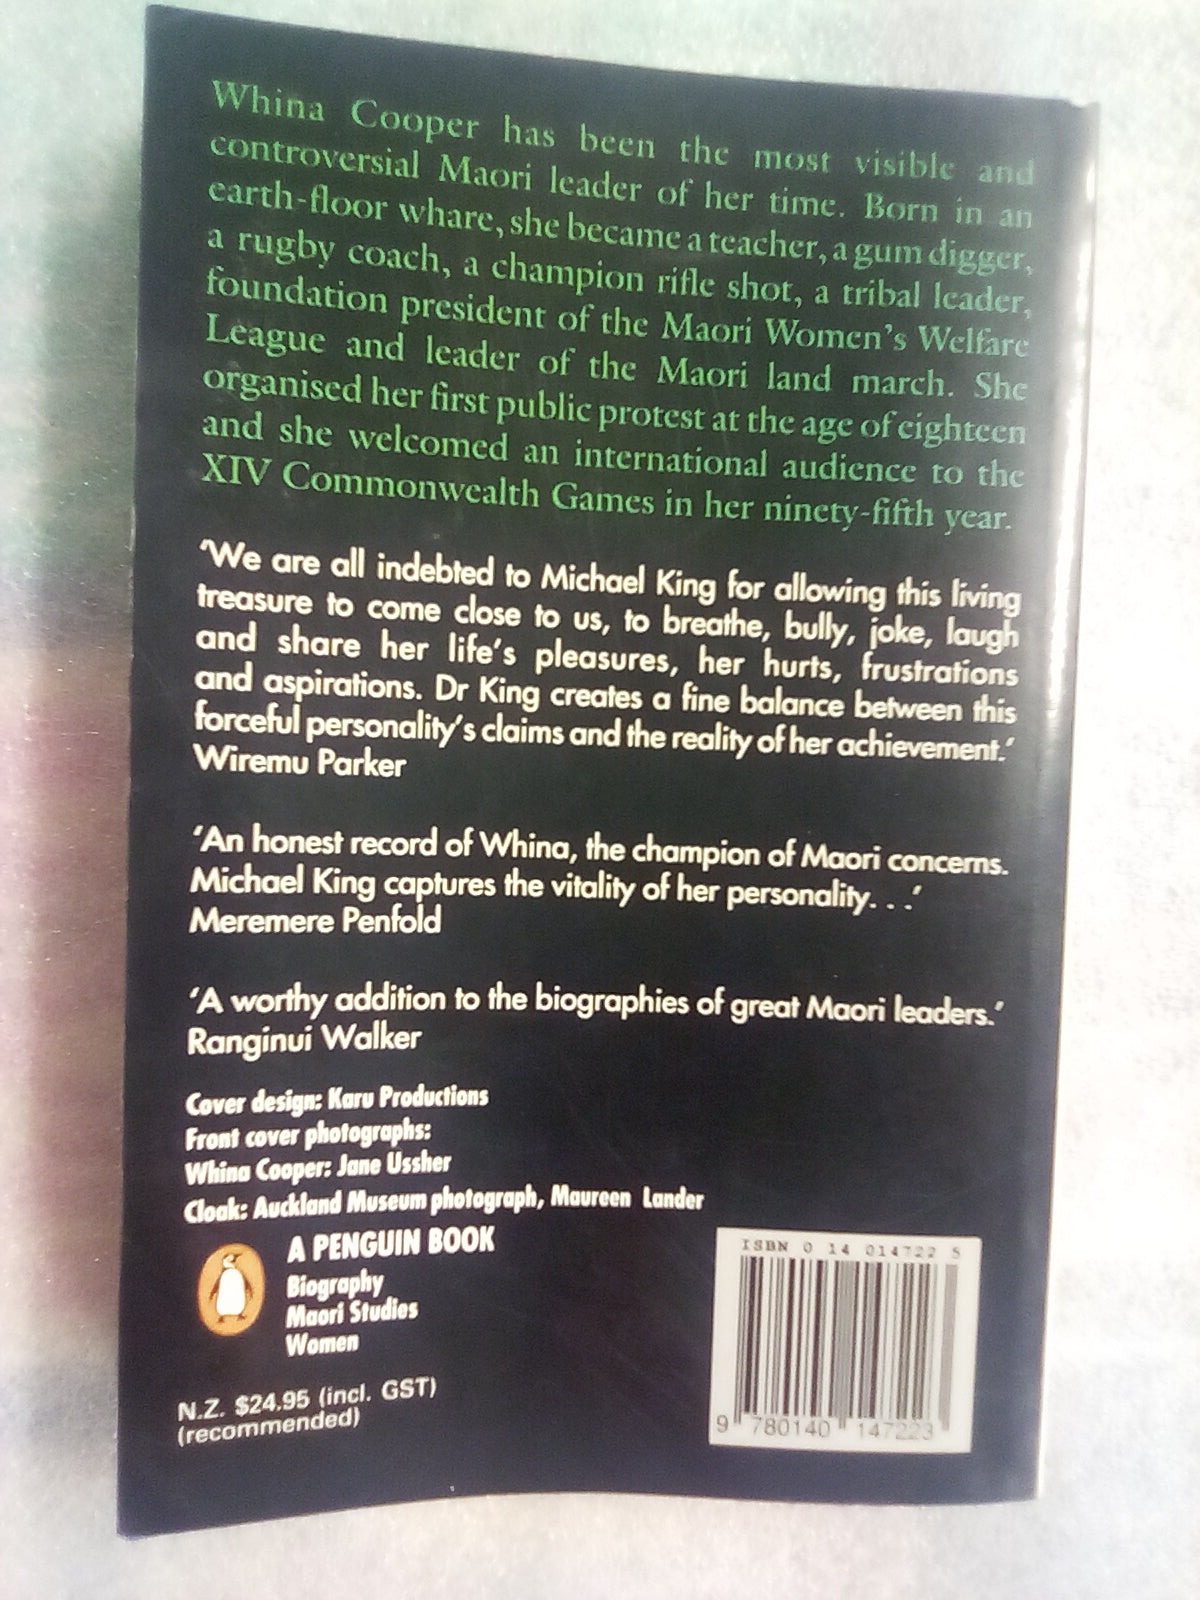 Whina Cooper has been the most visible and
controversial Maori leader of her time. Born in an
earth-floor whare, she became a teacher, a gum digger,
a rugby coach, a champion rifle shot, a tribal leader,
foundation president of the Maori Women's Welfare
League and leader of the Maori land march. She
organised her first public protest at the age of eighteen
and she welcomed an international audience to the
XIV Commonwealth Games in her ninety-fifth year.
'We are all indebted to Michael King for allowing this living
treasure to come close to us, to breathe, bully, joke, laugh
and share her life's pleasures, her hurts, frustrations
and aspirations. Dr King creates a fine balance between this
forceful personality's claims and the reality of her achievement.'
Wiremu Parker
'An honest record of Whina, the champion of Maori concerns.
Michael King captures the vitality of her personality. . .'
Meremere Penfold
'A worthy addition to the biographies of great Maori leaders.'
Ranginui Walker
Cover design: Karu Productions
Front cover photographs:
Whina Cooper: Jane Ussher
Cloak: Auckland Museum photograph, Maureen Lander
A PENGUIN BOOK
Biography
Maori Studies
Women
N.Z. $24.95 (incl. GST)
(recommended)
ISBN 0 14 014722 5
9 780140 147223